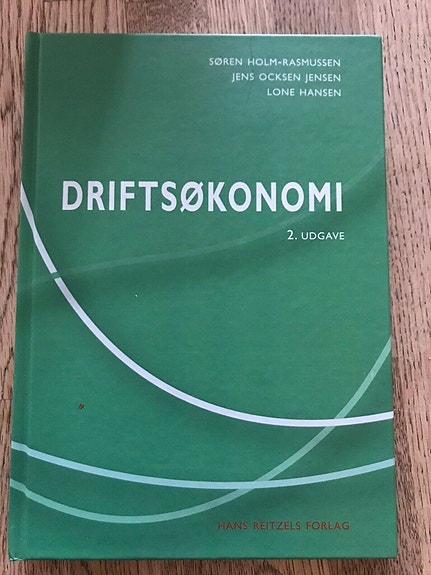 SØREN HOLM-RASMUSSEN
JENS OCKSEN JENSEN
LONE HANSEN
DRIFTSØKONOMI
2. UDGAVE
HANS REITZELS FORLAG